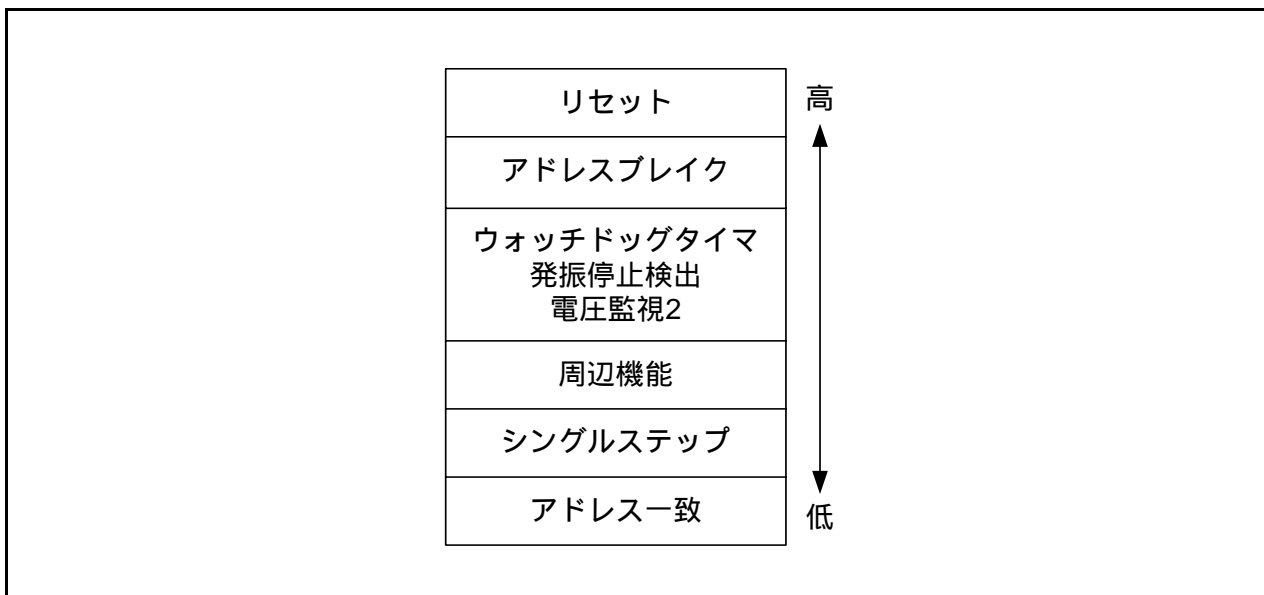 リセット
高
アドレスブレイク
ウォッチドッグタイマ
発振停止検出
電圧監視2
周辺機能
シングルステップ
アドレス一致
低